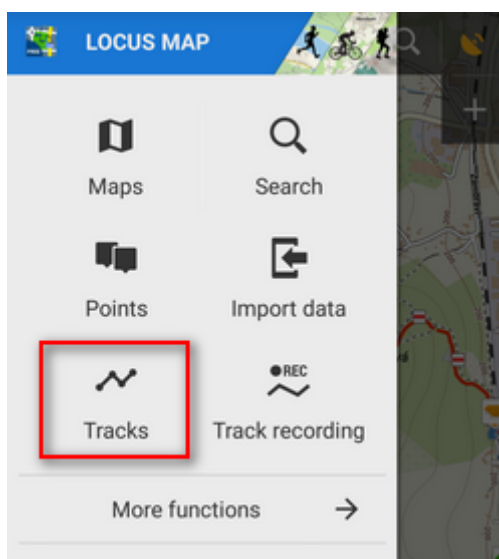 LOCUS MAP
Maps
Search
Points
Import data
REC
Tracks
Track recording
More functions